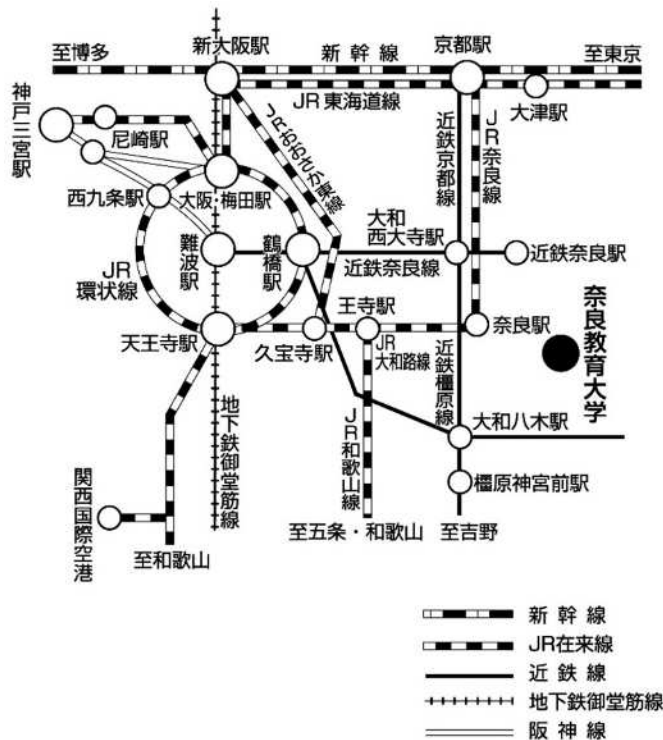 新大阪駅
新幹線
京都駅
至博多
至東京
JR東海道線
大津駅
神戸三宮駅
尼崎駅
JRおおさか東線
近鉄京都線
JR奈良線
西九条駅
大阪・梅田駅
大和
西大寺駅
難波駅
鶴橋駅
近鉄奈良線
近鉄奈良駅
JR
環状線
王寺駅
奈良駅
奈良教育大学
天王寺駅
久宝寺駅
JR
大和路線
近鉄橿原線
地下鉄御堂筋線
JR和歌山線
大和八木駅
橿原神宮前駅
関西国際空港
至和歌山
至五条・和歌山
至吉野
新幹線
JR在来線
近鉄線
地下鉄御堂筋線
阪神線